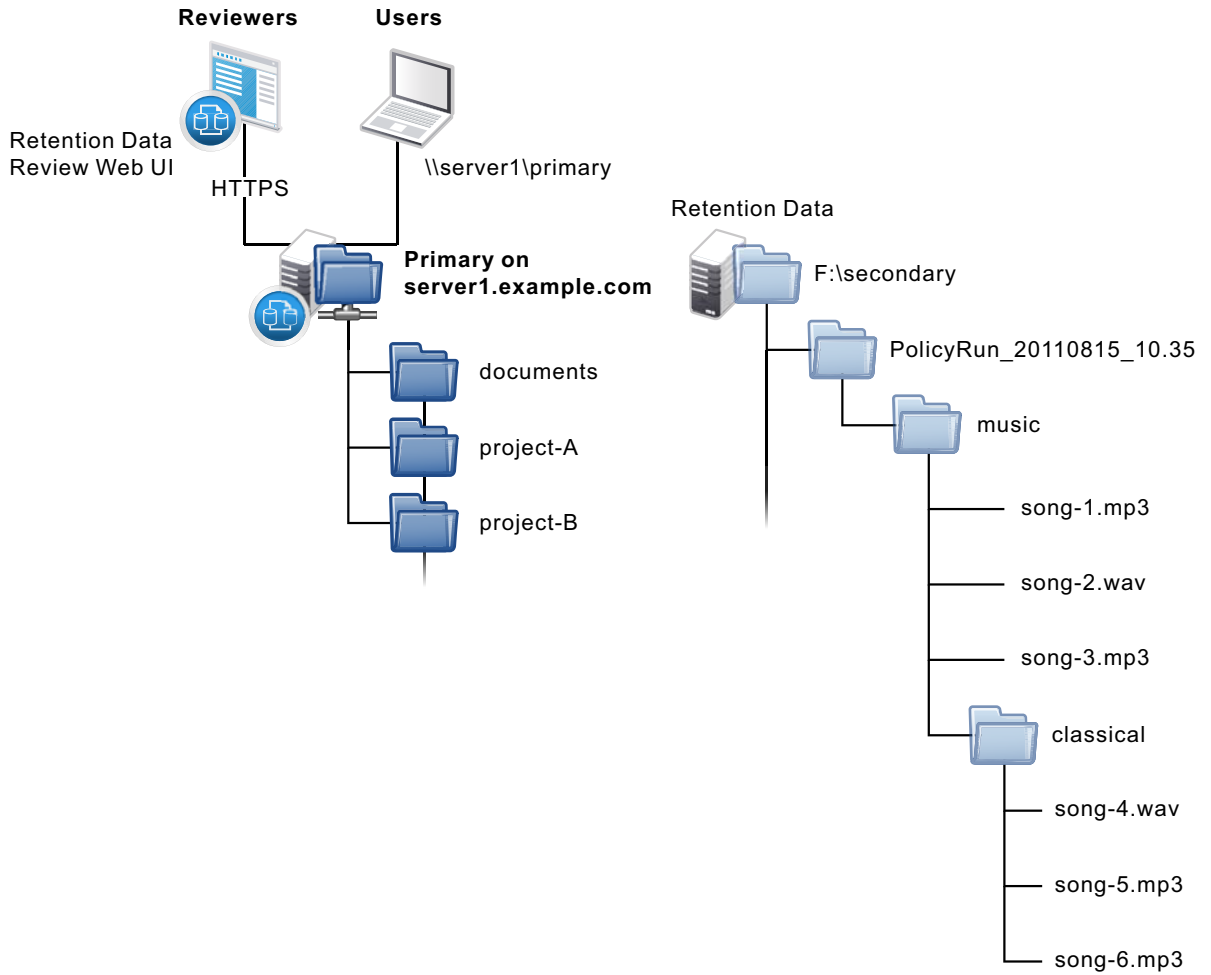 Reviewers
Users
Retention Data
Review Web UI
HTTPS
\\server1\primary
Primary on
server1.example.com
documents
project-A
project-B
Retention Data
F:\secondary
PolicyRun_20110815_10.35
music
song-1.mp3
song-2.wav
song-3.mp3
classical
song-4.wav
song-5.mp3
song-6.mp3